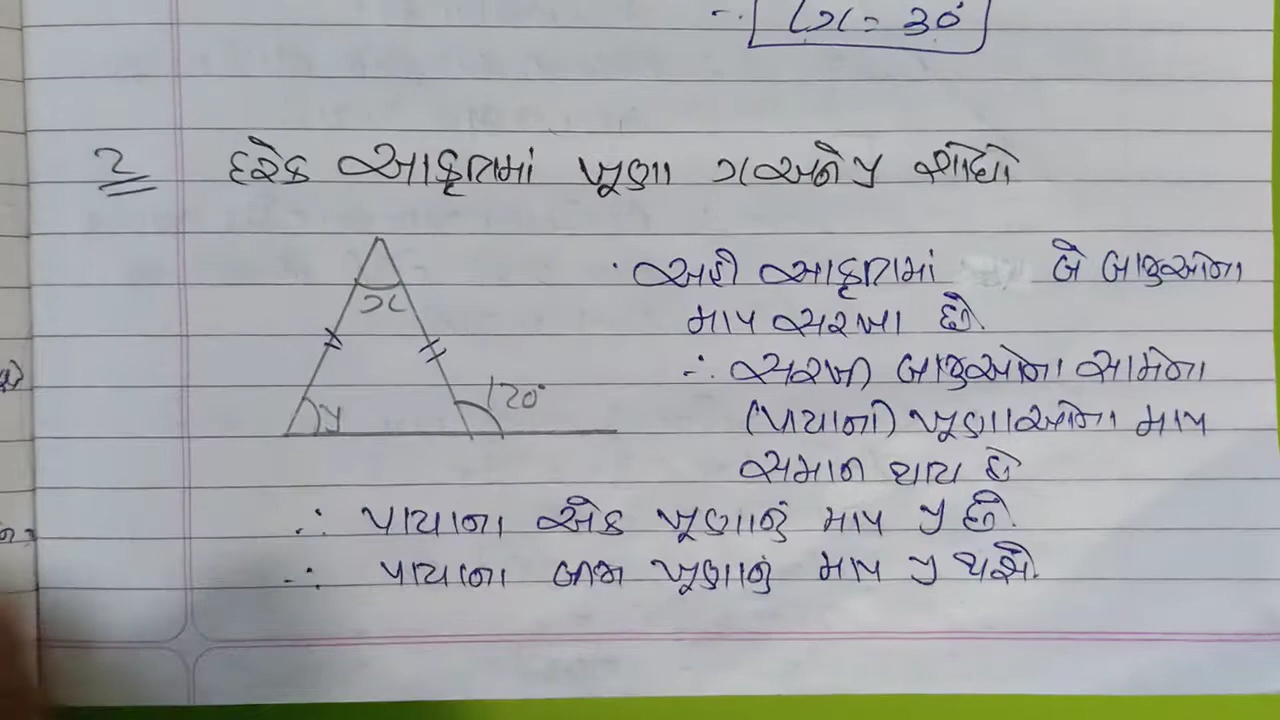 ∴ x = 30°
2 દરેક આકૃતિમાં ખૂણા x અને y શોધો
x
y
120°
અહીં આકૃતિમાં બે બાજુઓના
માપ સરખા છે.
∴ સરખી બાજુઓના સામેના
(પાયાની) ખૂણાઓના માપ
સમાન થાય છે
∴ પાયાના એક ખૂણાનું માપ y છે.
∴ પાયાના બીજા ખૂણાનું માપ y થશે.